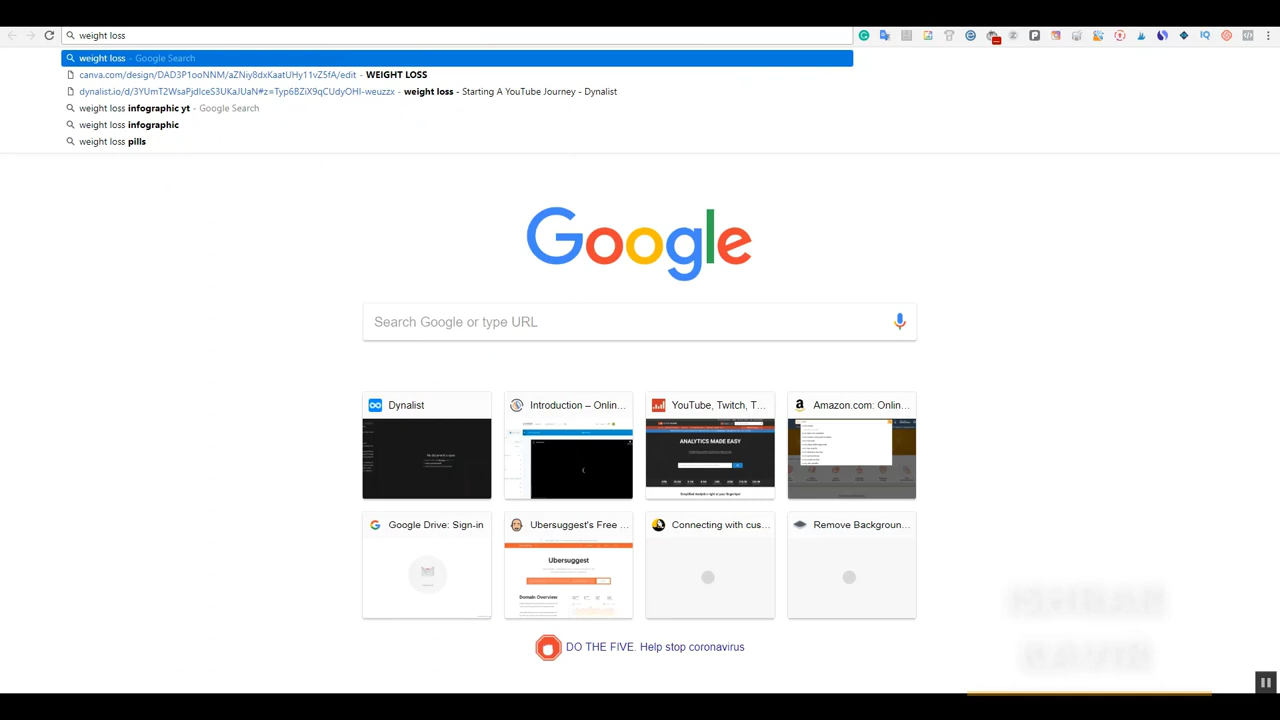 weight loss
weight loss - Google Search
canva.com/design/DAD3P1ooNNM/aZNiy8dxKaatUHy11vZ5fA/edit - WEIGHT LOSS
dynalist.io/d/3YUmT2WsaPjdIceS3UKaJUaN#z=Typ6BZiX9qCUdyOHI-weuzzx - weight loss - Starting A YouTube Journey - Dynalist
weight loss infographic yt - Google Search
weight loss infographic
weight loss pills
Google
Search Google or type URL
Dynalist
Introduction – Onlin...
YouTube, Twitch, T...
Amazon.com: Onlin...
ANALYTICS MADE EASY
Google Drive: Sign-in
Ubersuggest's Free ...
Connecting with cus...
Remove Backgroun...
Ubersuggest
Domain Overview
DO THE FIVE. Help stop coronavirus